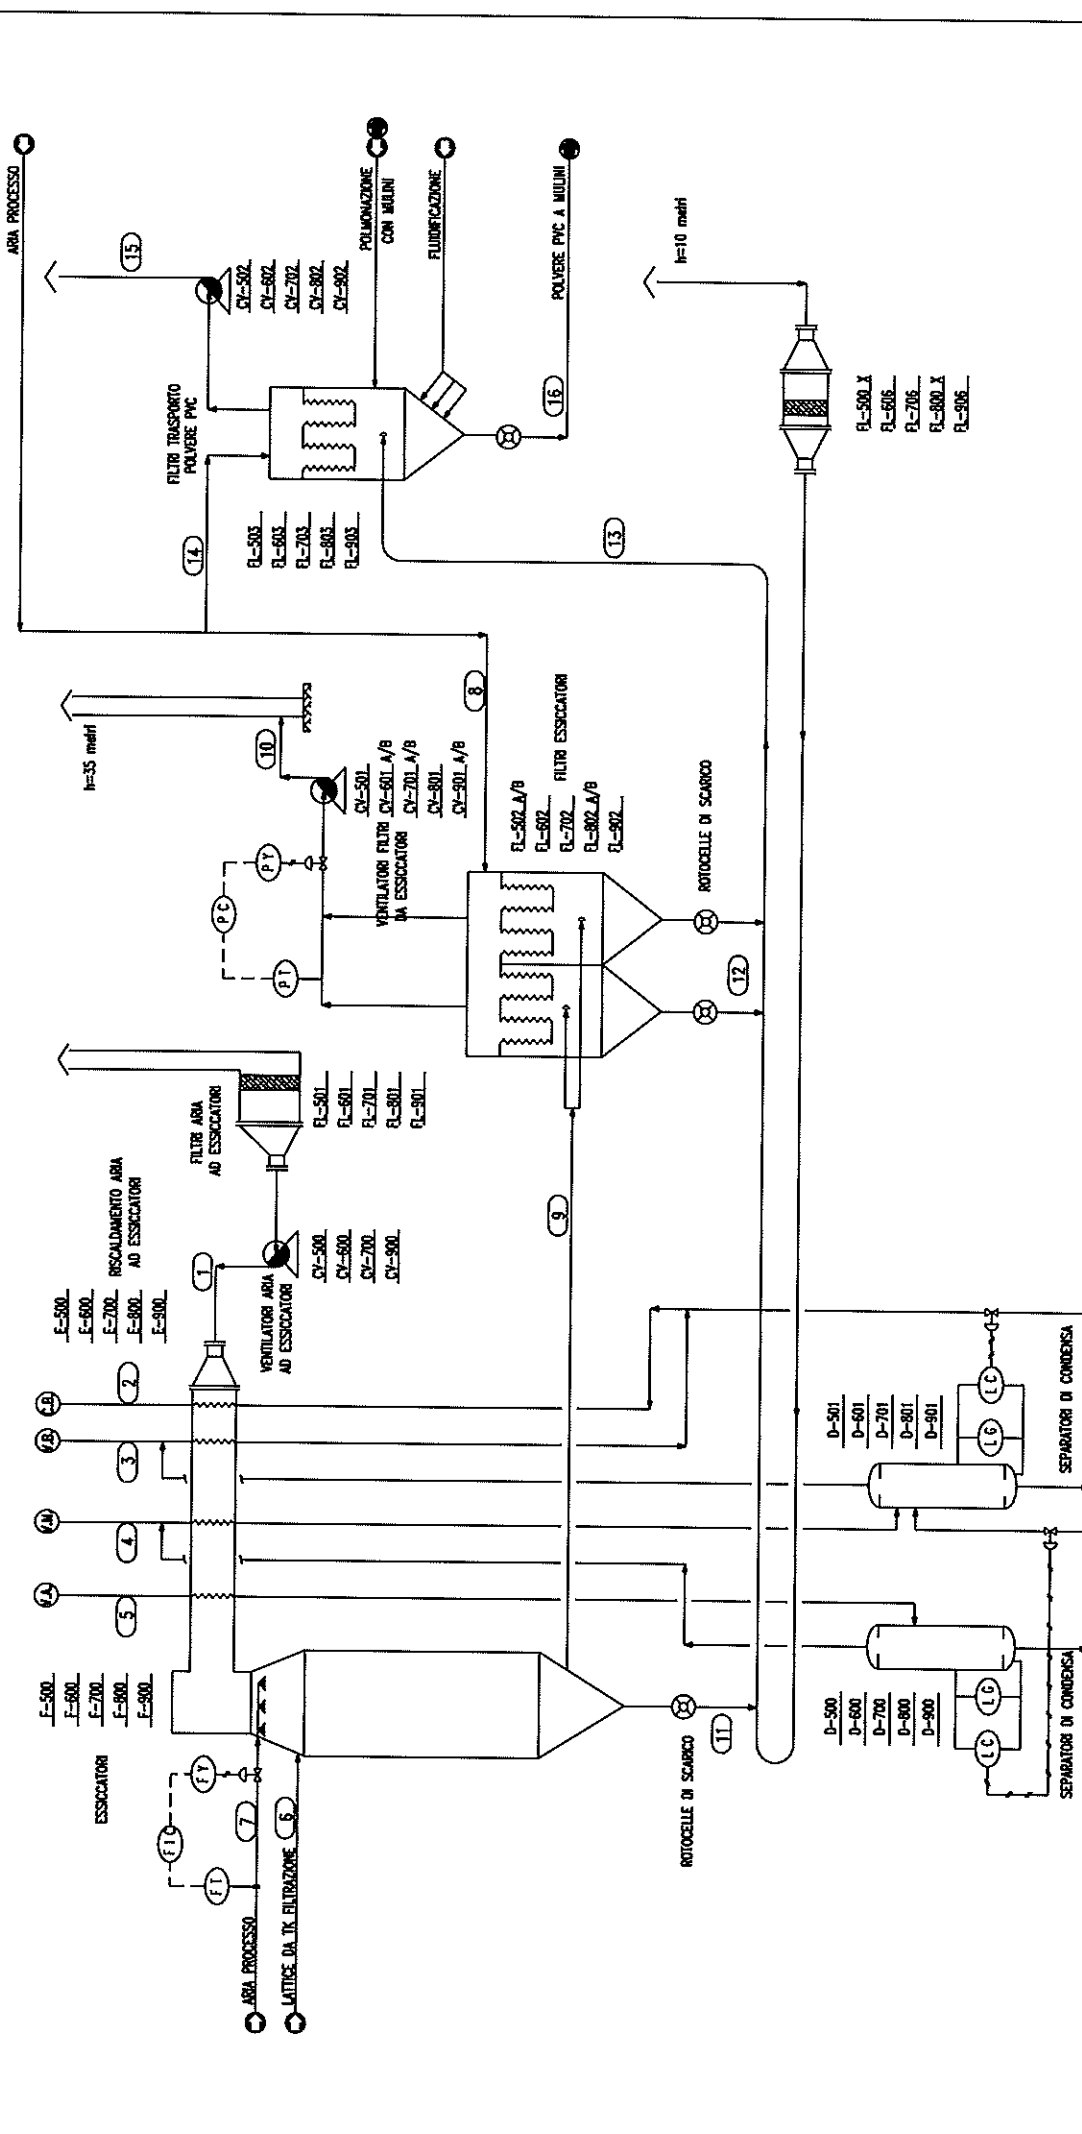 ARIA PROCESSO
15
CV-502
CV-602
CV-702
CV-802
CV-902
POLMONAZIONE
CON MULINI
FLUIDIFICAZIONE
POLVERE PVC A MULINI
16
h=10 metri
FL-500 X
FL-606
FL-706
FL-800 X
FL-906
FILTRI TRASPORTO
POLVERE PVC
14
FL-503
FL-603
FL-703
FL-803
FL-903
13
h=35 metri
10
8
CV-501
CV-601 A/B
CV-701 A/B
CV-801
CV-901 A/B
VENTILATORI FILTRI
DA ESSICCATORI
PY
PC
PT
FL-502 A/B
FL-602
FL-702
FL-802 A/B
FL-902
FILTRI ESSICCATORI
ROTOCELLE DI SCARICO
12
FILTRI ARIA
AD ESSICCATORI
FL-501
FL-601
FL-701
FL-801
FL-901
9
E-500
E-600
E-700
E-800
E-900
RISCALDAMENTO ARIA
AD ESSICCATORI
1
VENTILATORI ARIA
AD ESSICCATORI
CV-500
CV-600
CV-700
CV-900
C.B.
V.B.
V.M.
V.A.
2
3
4
5
D-501
D-601
D-701
D-801
D-901
LC
LG
SEPARATORI DI CONDENSA
F-500
F-600
F-700
F-800
F-900
ESSICCATORI
FY
FIC
FT
7
6
ARIA PROCESSO
LATTICE DA TK FILTRAZIONE
ROTOCELLE DI SCARICO
11
D-500
D-600
D-700
D-800
D-900
LG
LC
SEPARATORI DI CONDENSA